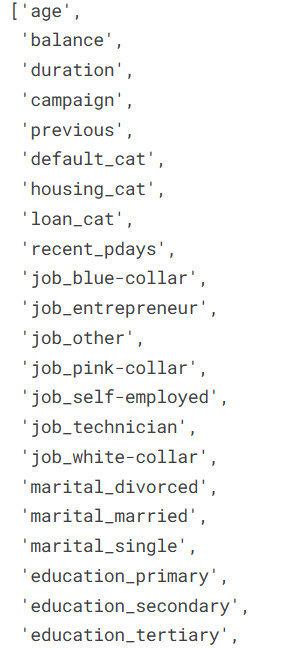 ['age',
'balance',
'duration',
'campaign',
'previous',
'default_cat',
'housing_cat',
'loan_cat',
'recent_pdays',
'job_blue-collar',
'job_entrepreneur',
'job_other',
'job_pink-collar',
'job_self-employed',
'job_technician',
'job_white-collar',
'marital_divorced',
'marital_married',
'marital_single',
'education_primary',
'education_secondary',
'education_tertiary',